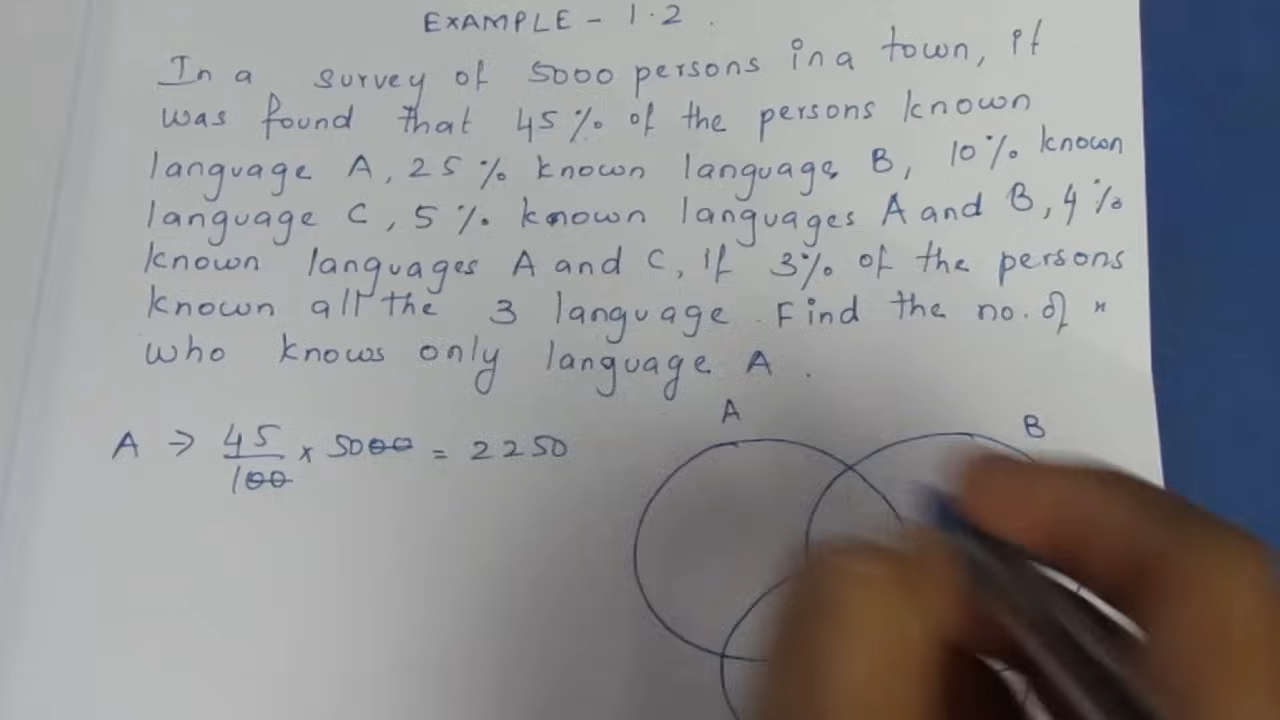 EXAMPLE - 1.2.
In a survey of 5000 persons in a town, it
was found that 45% of the persons known
language A, 25% known language B, 10% known
language C, 5% known languages A and B, 4%
known languages A and C, if 3% of the persons
known all the 3 language. Find the no. of "
who knows only language A.
A
B
A → 45/100 × 5000 = 2250